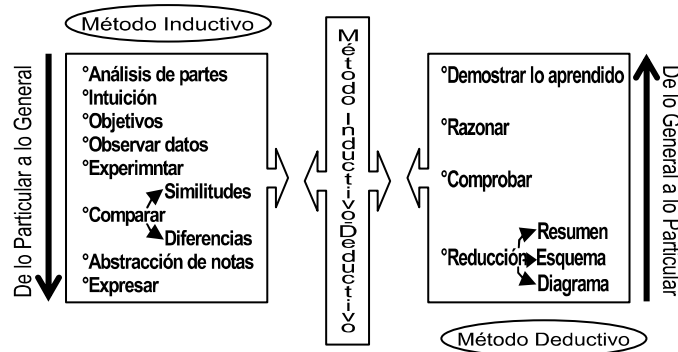 Método Inductivo
De lo Particular a lo General
°Análisis de partes
°Intuición
°Objetivos
°Observar datos
°Experimntar
Similitudes
°Comparar
Diferencias
°Abstracción de notas
°Expresar
Método Inductivo-Deductivo
°Demostrar lo aprendido
°Razonar
°Comprobar
Resumen
°Reducción Esquema
Diagrama
De lo General a lo Particular
Método Deductivo